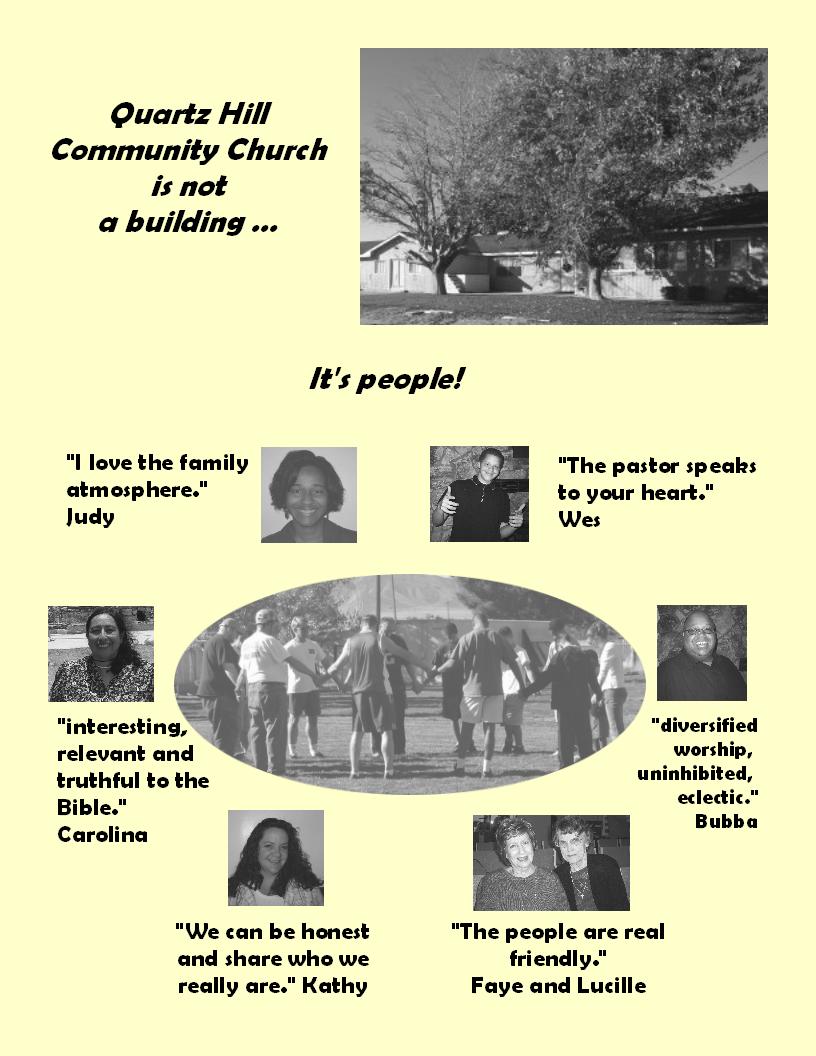 Quartz Hill
Community Church
is not
a building ...
It's people!
"I love the family
atmosphere."
Judy
"The pastor speaks
to your heart."
Wes
"interesting,
relevant and
truthful to the
Bible."
Carolina
"diversified
worship,
uninhibited,
eclectic."
Bubba
"We can be honest
and share who we
really are." Kathy
"The people are real
friendly."
Faye and Lucille